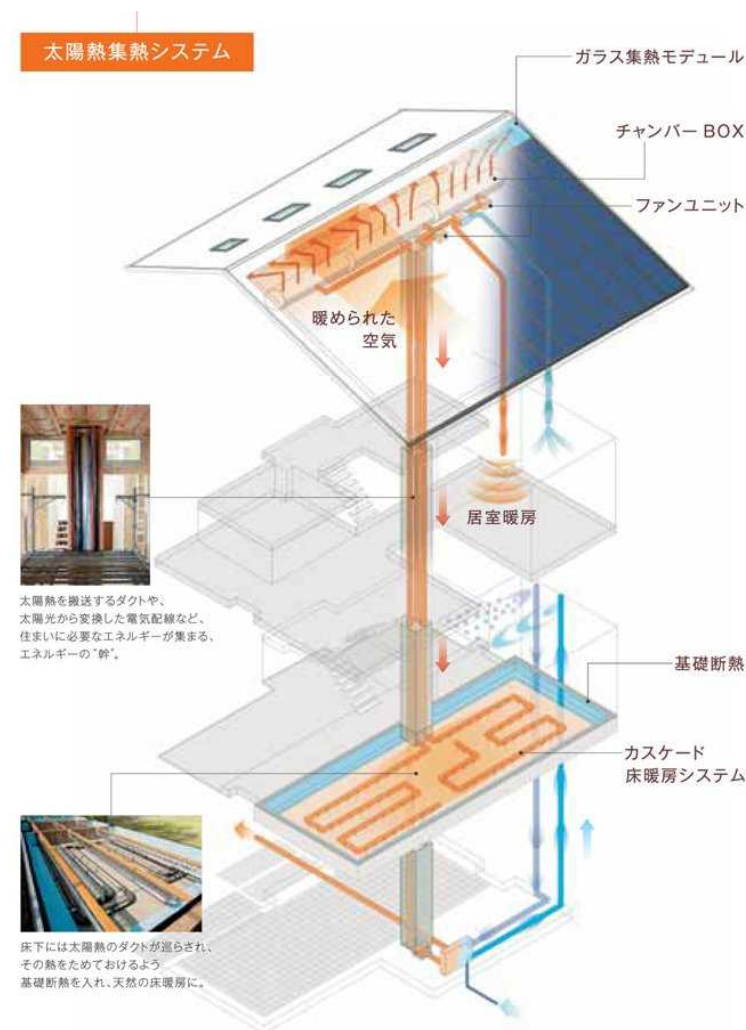 太陽熱集熱システム
ガラス集熱モデュール
チャンバー BOX
ファンユニット
暖められた
空気
居室暖房
太陽熱を搬送するダクトや、
太陽光から変換した電気配線など、
住まいに必要なエネルギーが集まる、
エネルギーの“幹”。
基礎断熱
カスケード
床暖房システム
床下には太陽熱のダクトが巡らされ、
その熱をためておけるよう
基礎断熱を入れ、天然の床暖房に。